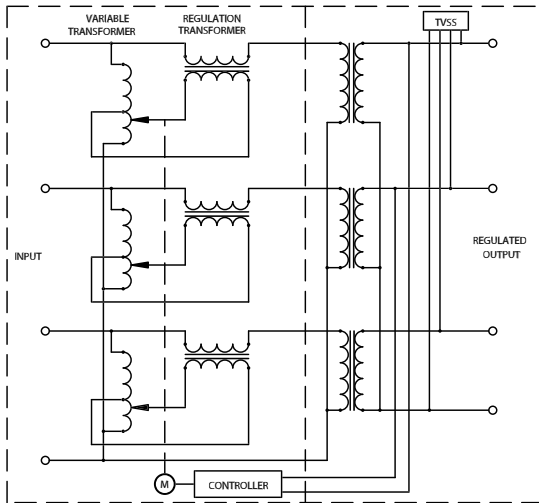 VARIABLE
TRANSFORMER
REGULATION
TRANSFORMER
TVSS
INPUT
REGULATED
OUTPUT
M
CONTROLLER